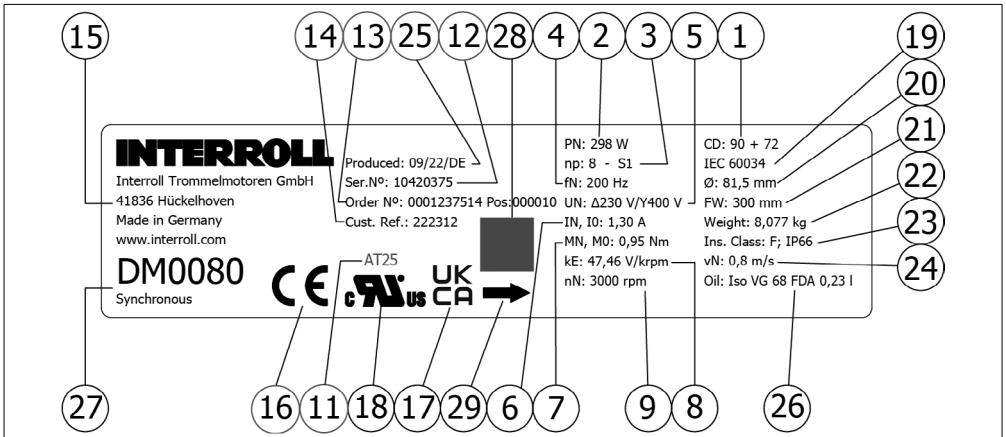 15 14 13 25 12 28 4 2 3 5 1 19
20
21
22
23
24
INTERROLL
Interroll Trommelmotoren GmbH
41836 Hückelhoven
Made in Germany
www.interroll.com
DM0080
Synchronous
Produced: 09/22/DE
Ser.Nº: 10420375
Order Nº: 0001237514 Pos:000010
Cust. Ref.: 222312
AT25
CE
c RU US
UK
CA
PN: 298 W
np: 8 - S1
fN: 200 Hz
UN: Δ230 V/Y400 V
IN, I0: 1,30 A
MN, M0: 0,95 Nm
kE: 47,46 V/krpm
nN: 3000 rpm
CD: 90 + 72
IEC 60034
Ø: 81,5 mm
FW: 300 mm
Weight: 8,077 kg
Ins. Class: F; IP66
vN: 0,8 m/s
Oil: Iso VG 68 FDA 0,23 l
27 16 11 18 17 29 6 7 9 8 26